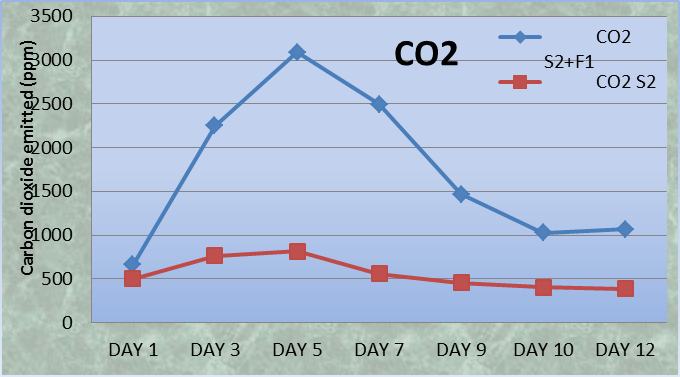 CO2
CO2
S2+F1
CO2 S2
Carbon dioxide emitted (ppm)
3500
3000
2500
2000
1500
1000
500
0
DAY 1 DAY 3 DAY 5 DAY 7 DAY 9 DAY 10 DAY 12